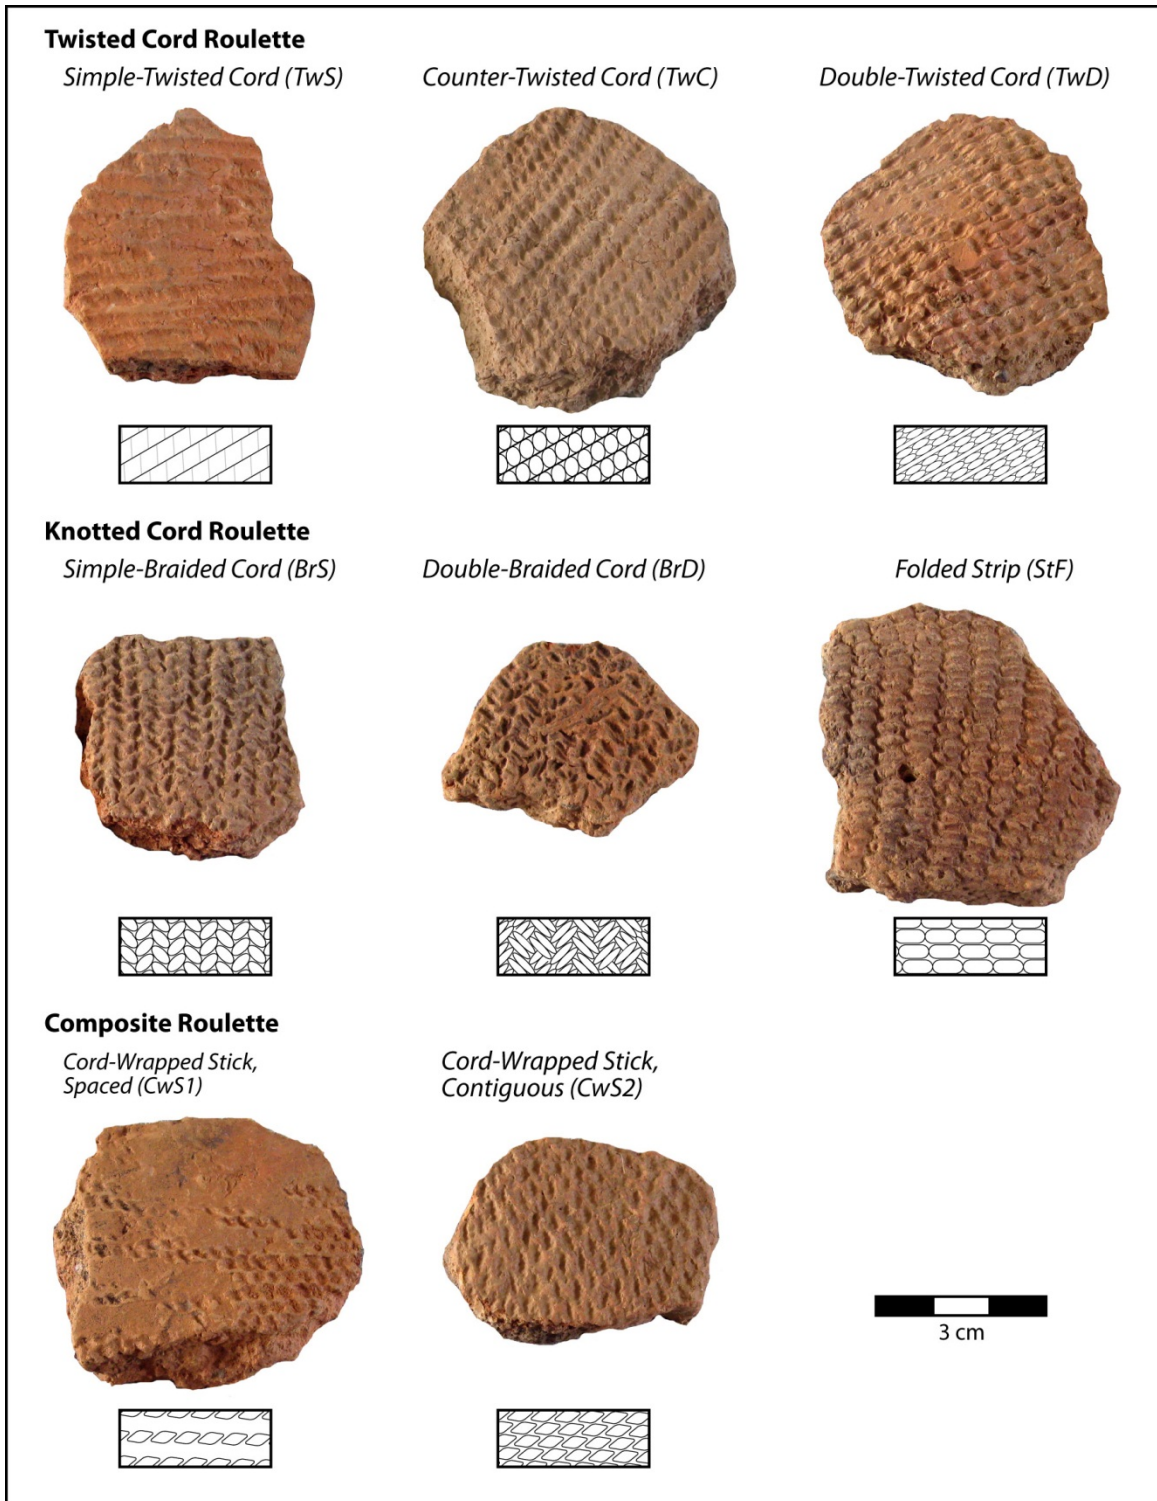 Twisted Cord Roulette
Simple-Twisted Cord (TwS)
Counter-Twisted Cord (TwC)
Double-Twisted Cord (TwD)
Knotted Cord Roulette
Simple-Braided Cord (BrS)
Double-Braided Cord (BrD)
Folded Strip (StF)
Composite Roulette
Cord-Wrapped Stick,
Spaced (CwS1)
Cord-Wrapped Stick,
Contiguous (CwS2)
3 cm